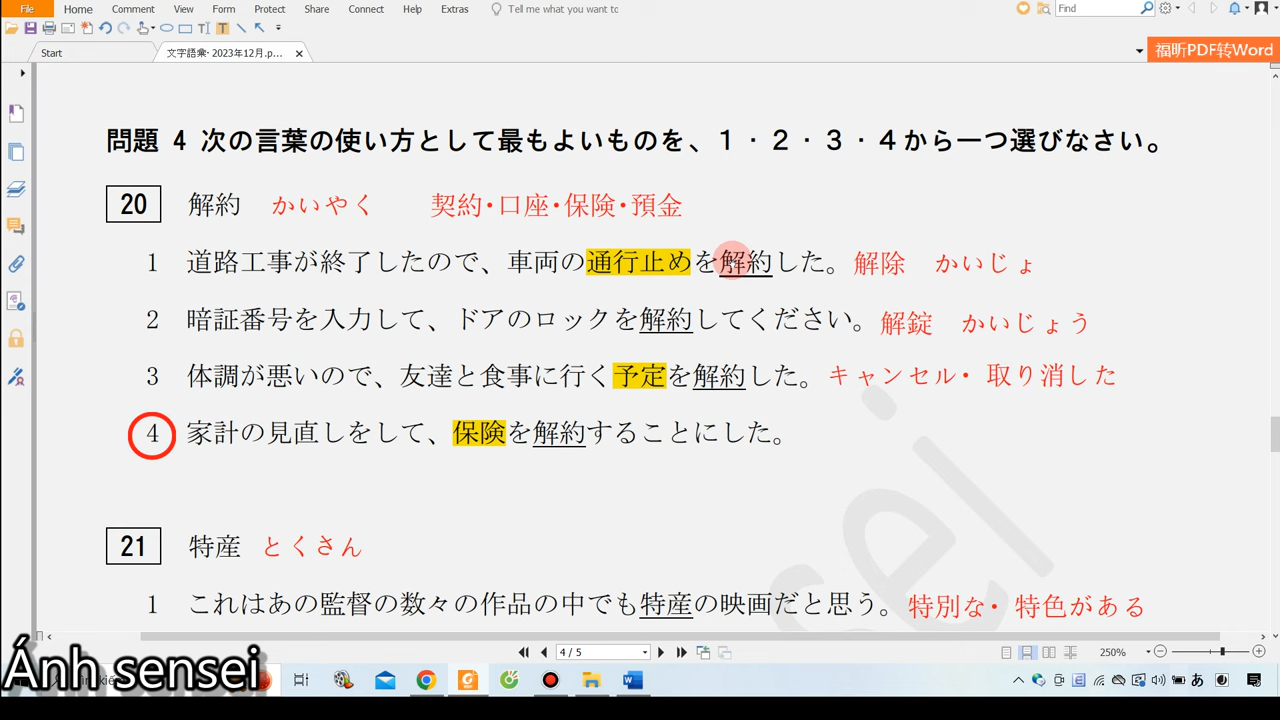 File Home Comment View Form Protect Share Connect Help Extras Tell me what you want to Find
Start 文字語彙- 2023年12月.p... 福昕PDF转Word
問題 4 次の言葉の使い方として最もよいものを、1・2・3・4から一つ選びなさい。
20 解約 かいやく 契約・口座・保険・預金
1 道路工事が終了したので、車両の通行止めを解約した。 解除 かいじょ
2 暗証番号を入力して、ドアのロックを解約してください。 解錠 かいじょう
3 体調が悪いので、友達と食事に行く予定を解約した。 キャンセル・ 取り消した
4 家計の見直しをして、保険を解約することにした。
21 特産 とくさん
1 これはあの監督の数々の作品の中でも特産の映画だと思う。 特別な・ 特色がある
sei
4 / 5 250%
Ánh sensei